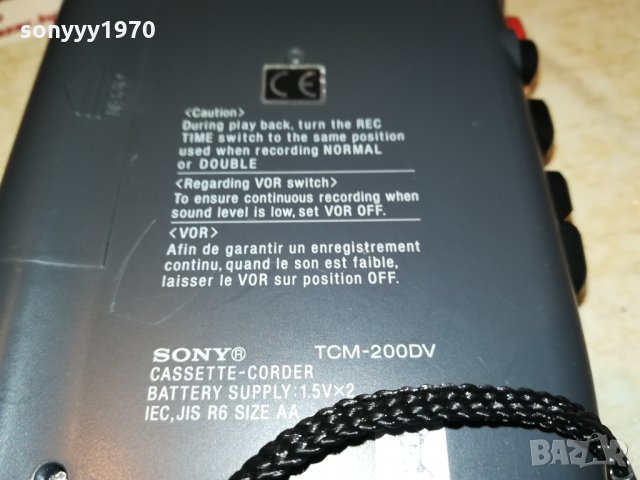 sonyyy1970
CE
<Caution>
During play back, turn the REC
TIME switch to the same position
used when recording NORMAL
or DOUBLE
<Regarding VOR switch>
To ensure continuous recording when
sound level is low, set VOR OFF.
<VOR>
Afin de garantir un enregistrement
continu, quand le son est faible,
laisser le VOR sur position OFF.
SONY® TCM-200DV
CASSETTE-CORDER
BATTERY SUPPLY: 1.5V×2
IEC, JIS R6 SIZE AA
BAZAR